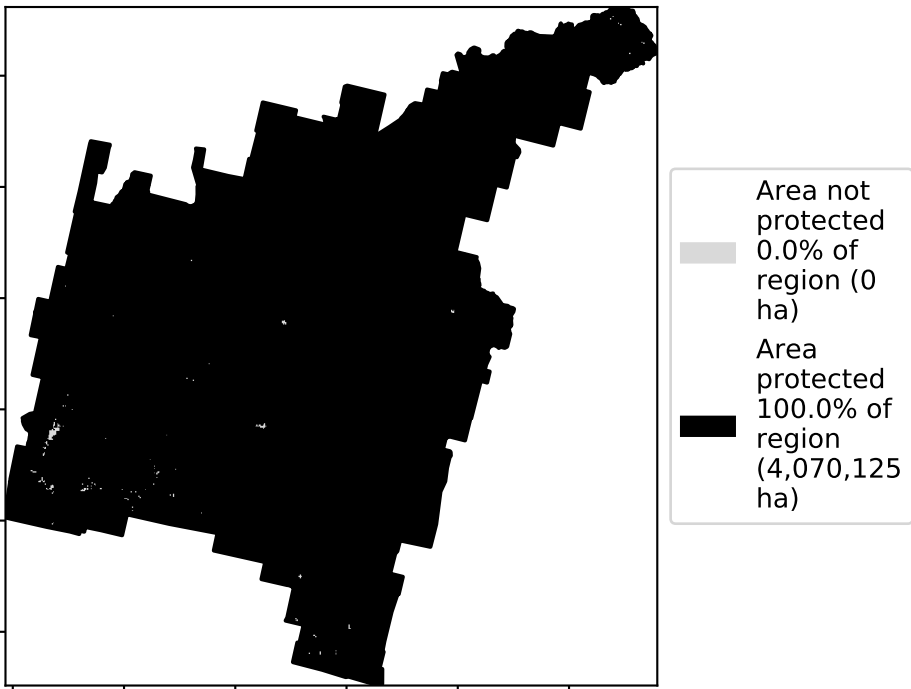 Area not
protected
0.0% of
region (0
ha)
Area
protected
100.0% of
region
(4,070,125
ha)